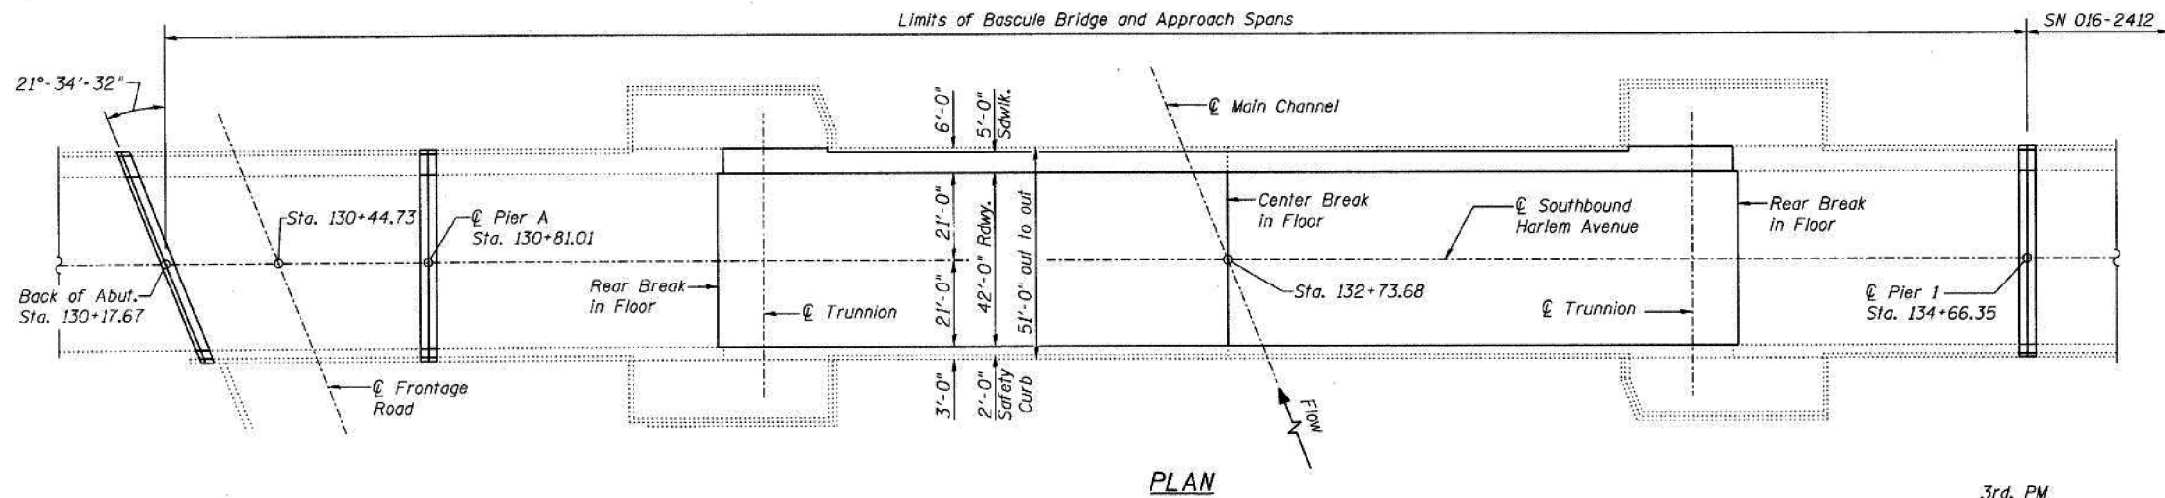 Limits of Bascule Bridge and Approach Spans
SN 016-2412
21°-34'-32"
6'-0"
5'-0"
Sdwlk.
℄ Main Channel
Sta. 130+44.73
℄ Pier A
Sta. 130+81.01
21'-0"
42'-0" Rdwy.
51'-0" out to out
Center Break
in Floor
℄ Southbound
Harlem Avenue
Rear Break
in Floor
Back of Abut.
Sta. 130+17.67
Rear Break
in Floor
℄ Trunnion
21'-0"
Sta. 132+73.68
℄ Trunnion
℄ Pier 1
Sta. 134+66.35
℄ Frontage
Road
3'-0"
2'-0"
Safety
Curb
Flow
N
PLAN
3rd. PM